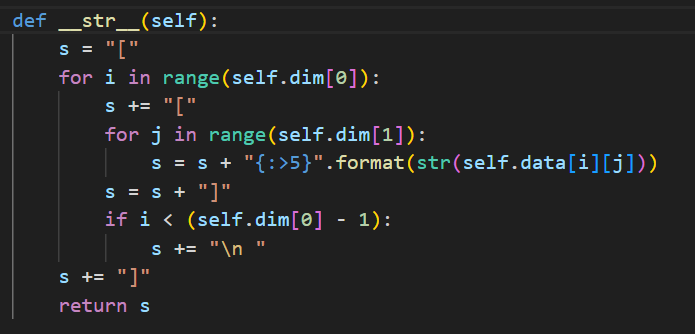 def __str__(self):
    s = "["
    for i in range(self.dim[0]):
        s += "["
        for j in range(self.dim[1]):
            s = s + "{:>5}".format(str(self.data[i][j]))
        s = s + "]"
        if i < (self.dim[0] - 1):
            s += "\n "
    s += "]"
    return s